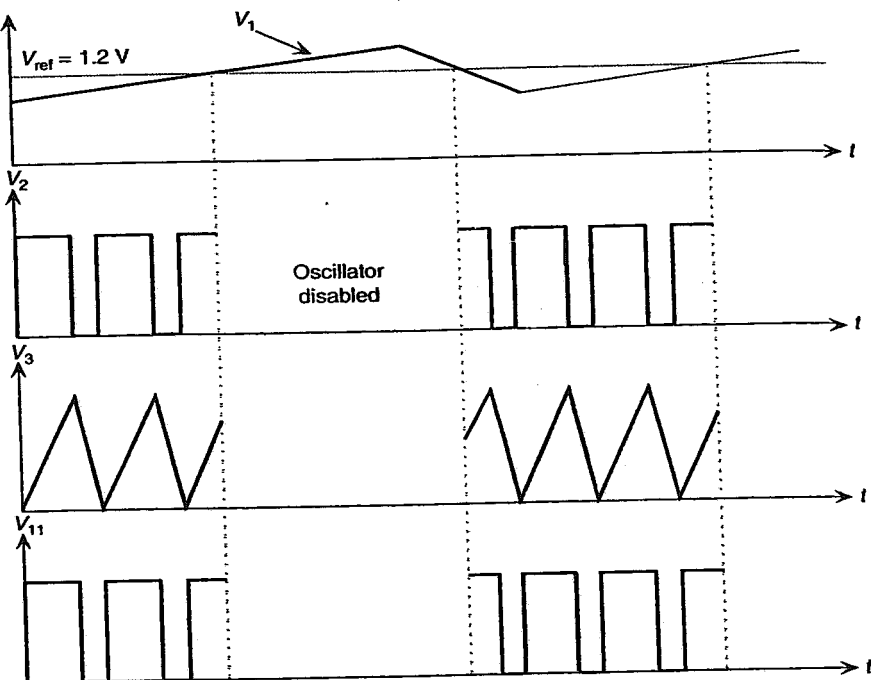 V1
Vref = 1.2 V
t
V2
Oscillator
disabled
t
V3
t
V11
t